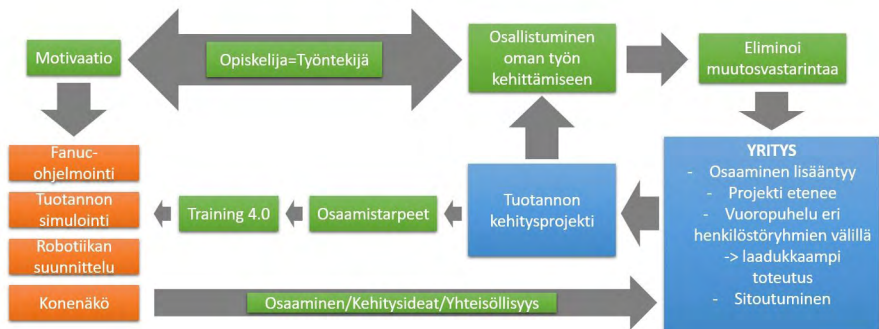 Motivaatio
Opiskelija=Työntekijä
Osallistuminen
oman työn
kehittämiseen
Eliminoi
muutosvastarintaa
Fanuc-
ohjelmointi
Tuotannon
simulointi
Robotiikan
suunnittelu
Konenäkö
Training 4.0
Osaamistarpeet
Tuotannon
kehitysprojekti
YRITYS
- Osaaminen lisääntyy
- Projekti etenee
- Vuoropuhelu eri
henkilöstöryhmien välillä
-> laadukkaampi
toteutus
- Sitoutuminen
Osaaminen/Kehitysideat/Yhteisöllisyys